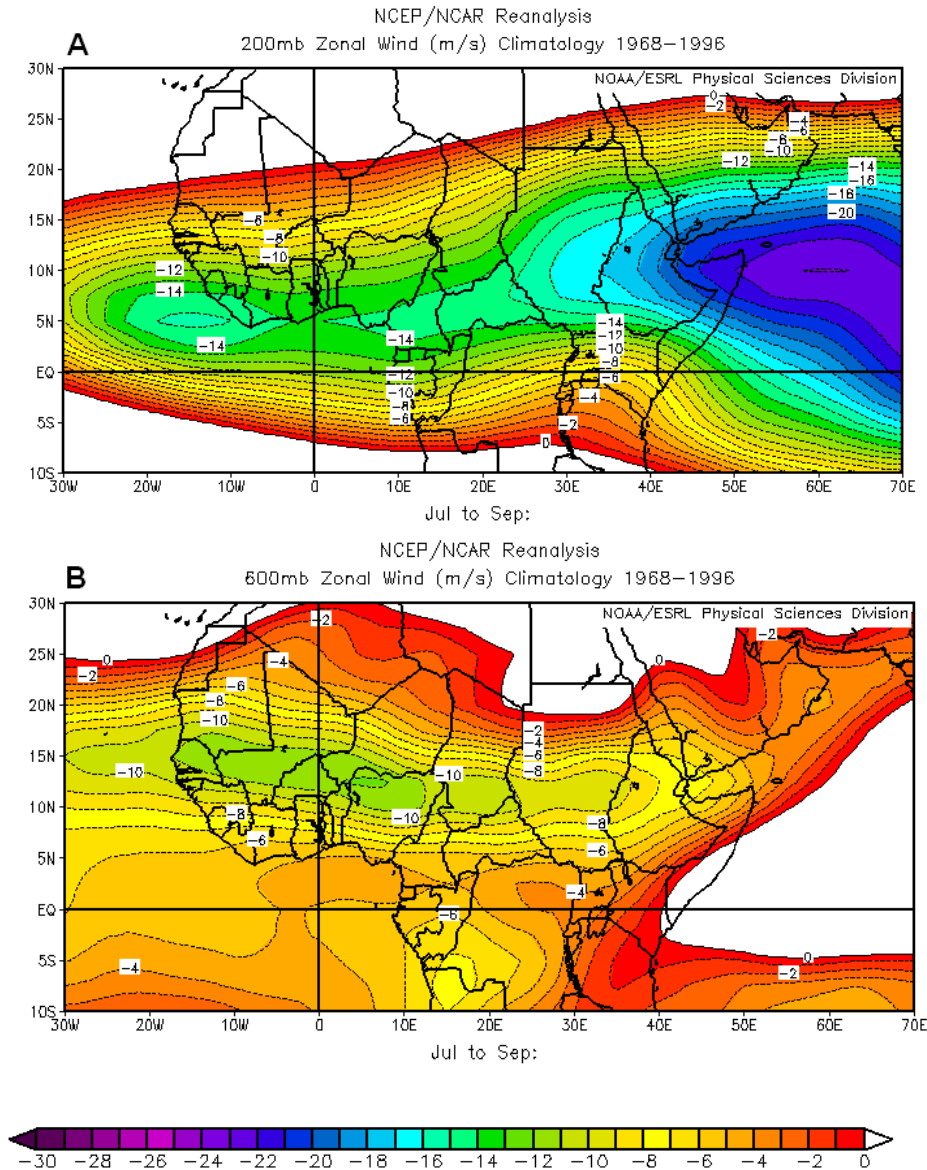 NCEP/NCAR Reanalysis
A
200mb Zonal Wind (m/s) Climatology 1968-1996
30N
NOAA/ESRL Physical Sciences Division
0
-2
25N
-4
-6
-8
-6
-10
20N
-12
-14
-16
-18
-20
15N
-6
-8
-10
10N
-12
-14
5N
-14
-14
-14
-12
-10
-8
-6
EQ
-12
-10
-8
-6
-4
5S
-2
0
10S
30W 20W 10W 0 10E 20E 30E 40E 50E 60E 70E
Jul to Sep:
NCEP/NCAR Reanalysis
B
600mb Zonal Wind (m/s) Climatology 1968-1996
30N
NOAA/ESRL Physical Sciences Division
-2
-2
25N
0
-2
-4
0
-6
20N
-8
-10
-2
-4
-6
-8
15N
-10
-10
10N
-8
-6
-10
-8
-6
5N
-4
EQ
-6
5S
-4
0
-2
10S
30W 20W 10W 0 10E 20E 30E 40E 50E 60E 70E
Jul to Sep:
-30 -28 -26 -24 -22 -20 -18 -16 -14 -12 -10 -8 -6 -4 -2 0